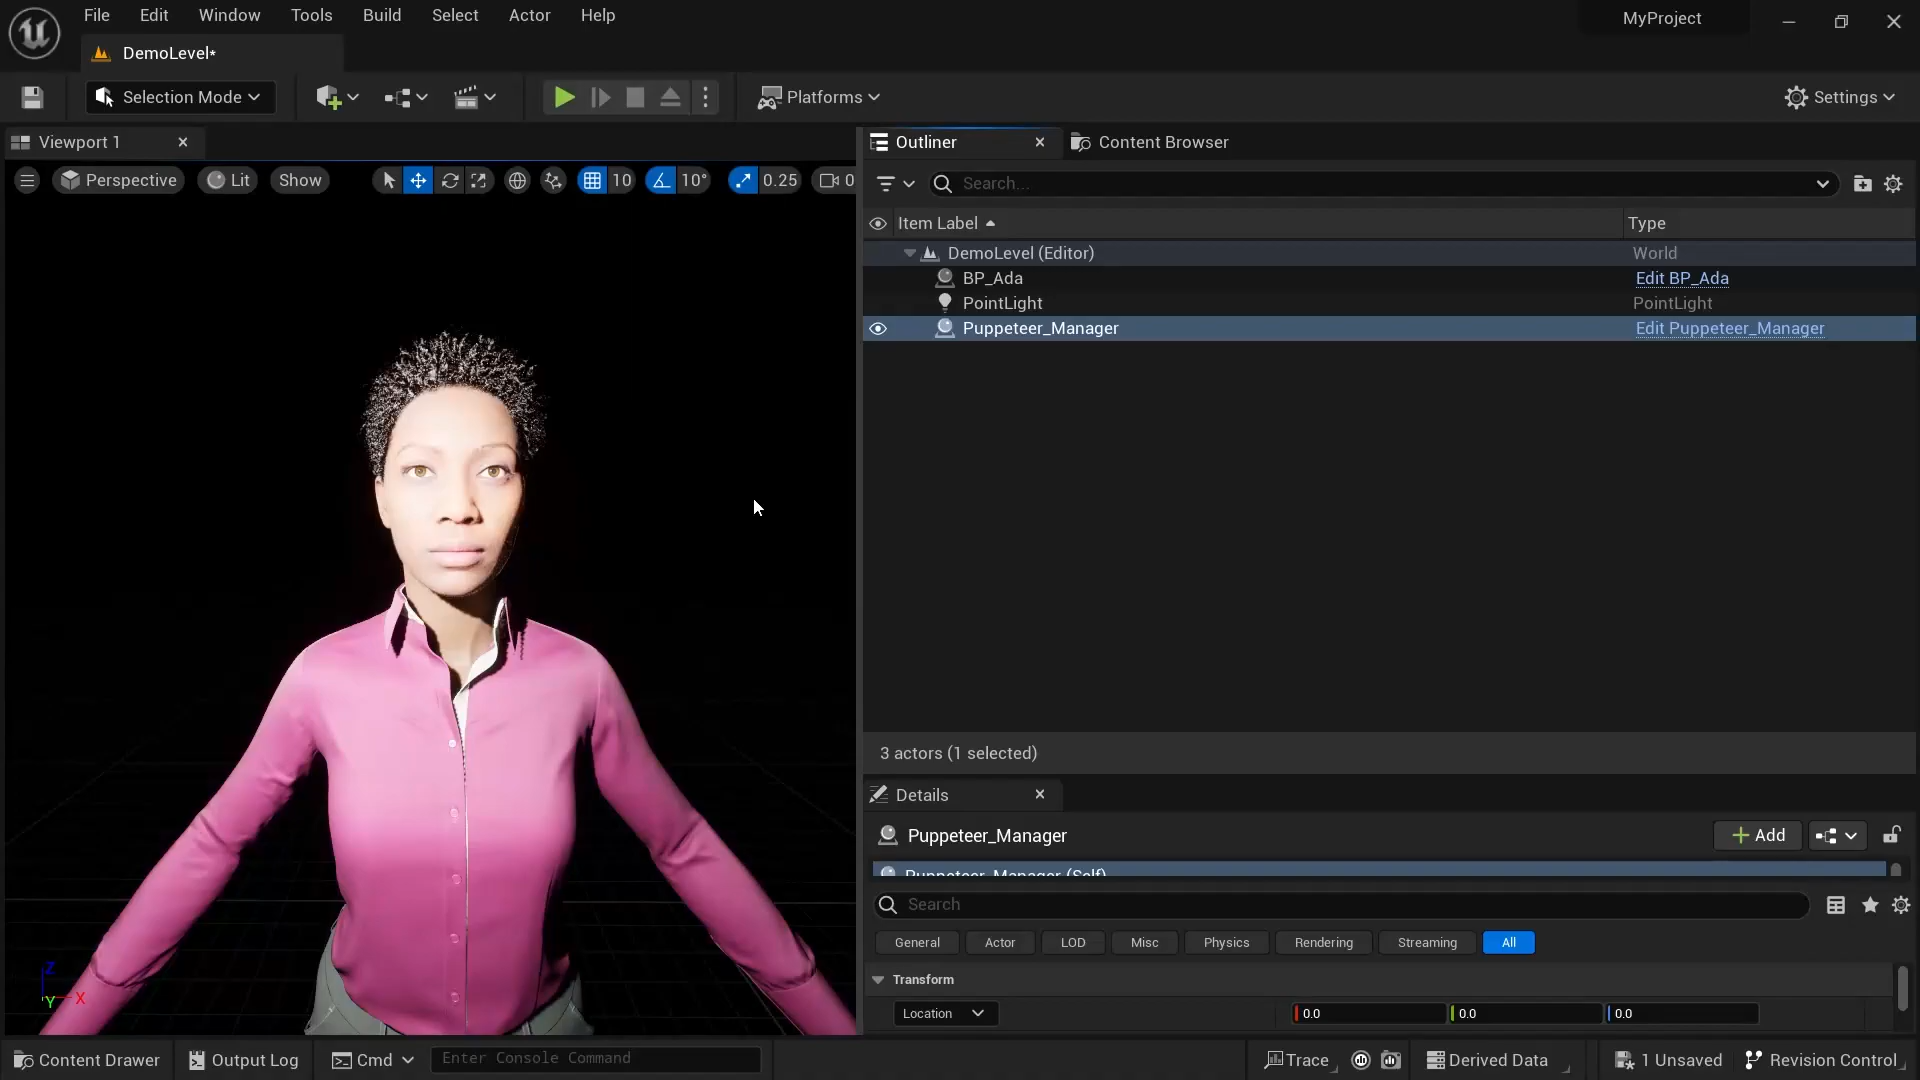 File Edit Window Tools Build Select Actor Help
MyProject
DemoLevel*
Selection Mode
Platforms
Settings
Viewport 1
Outliner
Content Browser
Perspective
Lit
Show
10
10°
0.25
0
Search...
Item Label
Type
DemoLevel (Editor)
World
BP_Ada
Edit BP_Ada
PointLight
PointLight
Puppeteer_Manager
Edit Puppeteer_Manager
3 actors (1 selected)
Details
Puppeteer_Manager
Add
Puppeteer_Manager (Self)
Search
General
Actor
LOD
Misc
Physics
Rendering
Streaming
All
Transform
Location
0.0
0.0
0.0
Z
Y
X
Content Drawer
Output Log
Cmd
Enter Console Command
Trace
Derived Data
1 Unsaved
Revision Control